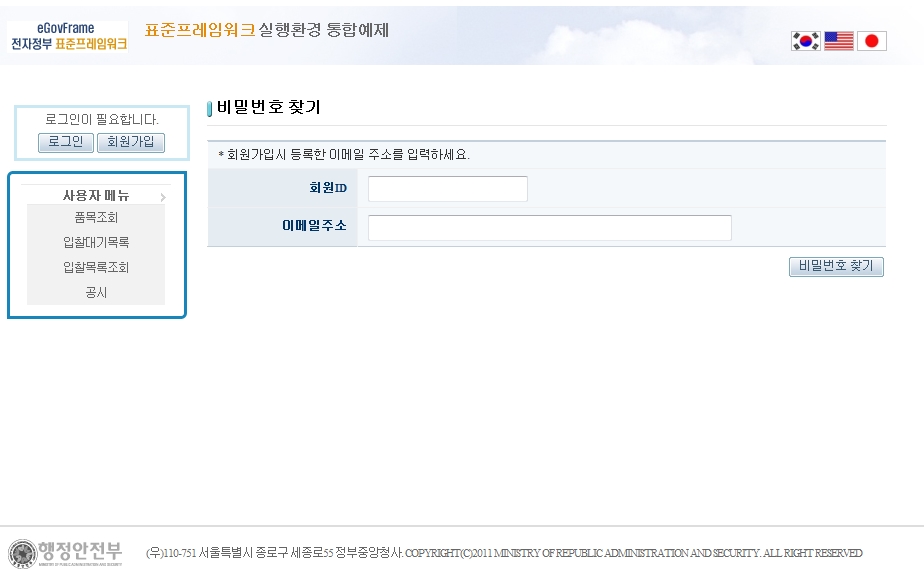 eGovFrame
전자정부 표준프레임워크
표준프레임워크 실행환경 통합예제
로그인이 필요합니다.
로그인 회원가입
사용자 메뉴
품목조회
입찰대기목록
입찰목록조회
공시
비밀번호 찾기
* 회원가입시 등록한 이메일 주소를 입력하세요.
회원ID
이메일주소
비밀번호 찾기
행정안전부
MINISTRY OF PUBLIC ADMINISTRATION AND SECURITY
(우)110-751 서울특별시 종로구 세종로55 정부중앙청사. COPYRIGHT(C)2011 MINISTRY OF REPUBLIC ADMINISTRATION AND SECURITY. ALL RIGHT RESERVED